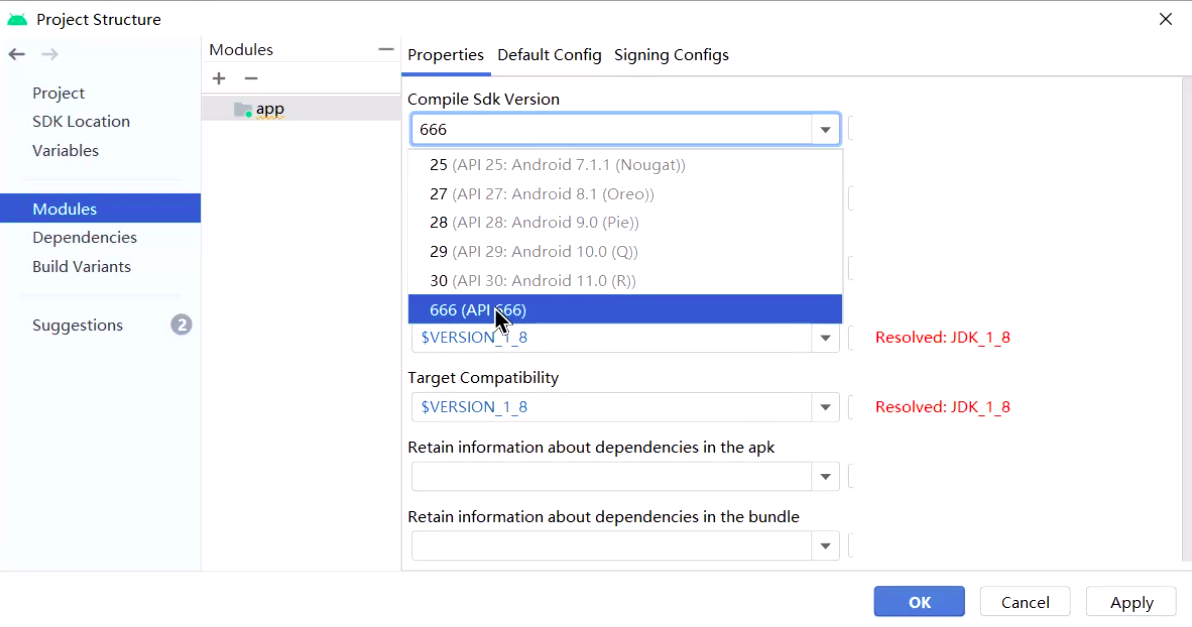 Project Structure
Project
SDK Location
Variables
Modules
Dependencies
Build Variants
Suggestions
2
Modules
app
Properties Default Config Signing Configs
Compile Sdk Version
666
25 (API 25: Android 7.1.1 (Nougat))
27 (API 27: Android 8.1 (Oreo))
28 (API 28: Android 9.0 (Pie))
29 (API 29: Android 10.0 (Q))
30 (API 30: Android 11.0 (R))
666 (API 666)
$VERSION_1_8
Resolved: JDK_1_8
Target Compatibility
$VERSION_1_8
Resolved: JDK_1_8
Retain information about dependencies in the apk
Retain information about dependencies in the bundle
OK Cancel Apply